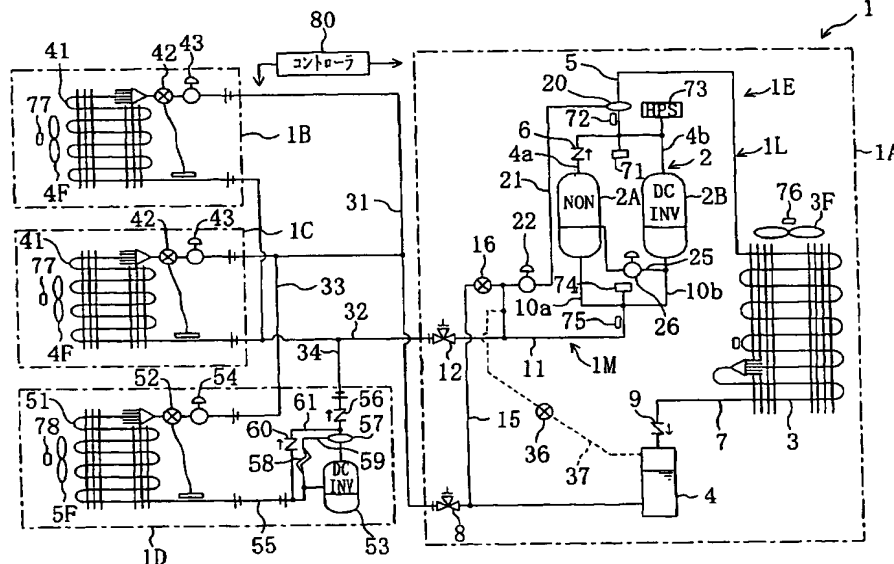 1
80
コントローラ
41
42
43
77
1B
4F
5
20
72
HPS
73
1E
6
4a
4b
2
71
1L
1A
21
NON
2A
DC
INV
2B
76
3F
31
42
43
41
1C
77
4F
16
22
74
25
10a
26
10b
75
33
32
34
12
11
1M
51
52
54
56
61
60
57
58
59
78
5F
DC
INV
53
55
1D
15
36
37
9
7
3
8
4